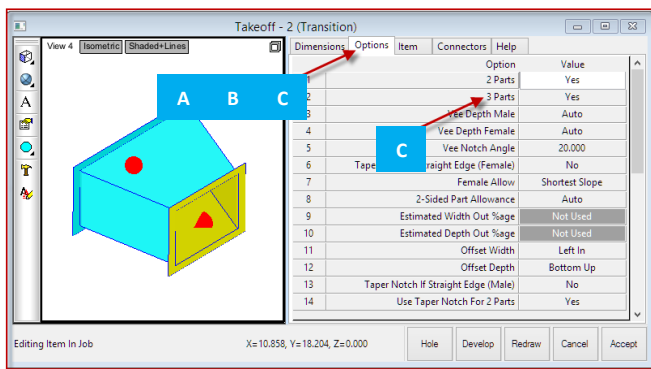 Takeoff - 2 (Transition)
View 4 Isometric Shaded+Lines
Dimensions Options Item Connectors Help
Option Value
1 2 Parts Yes
2 3 Parts Yes
3 Vee Depth Male Auto
4 Vee Depth Female Auto
5 Vee Notch Angle 20.000
6 Taper raight Edge (Female) No
7 Female Allow Shortest Slope
8 2-Sided Part Allowance Auto
9 Estimated Width Out %age Not Used
10 Estimated Depth Out %age Not Used
11 Offset Width Left In
12 Offset Depth Bottom Up
13 Taper Notch If Straight Edge (Male) No
14 Use Taper Notch For 2 Parts Yes
A B C
C
A
Editing Item In Job X=10.858, Y=18.204, Z=0.000 Hole Develop Redraw Cancel Accept